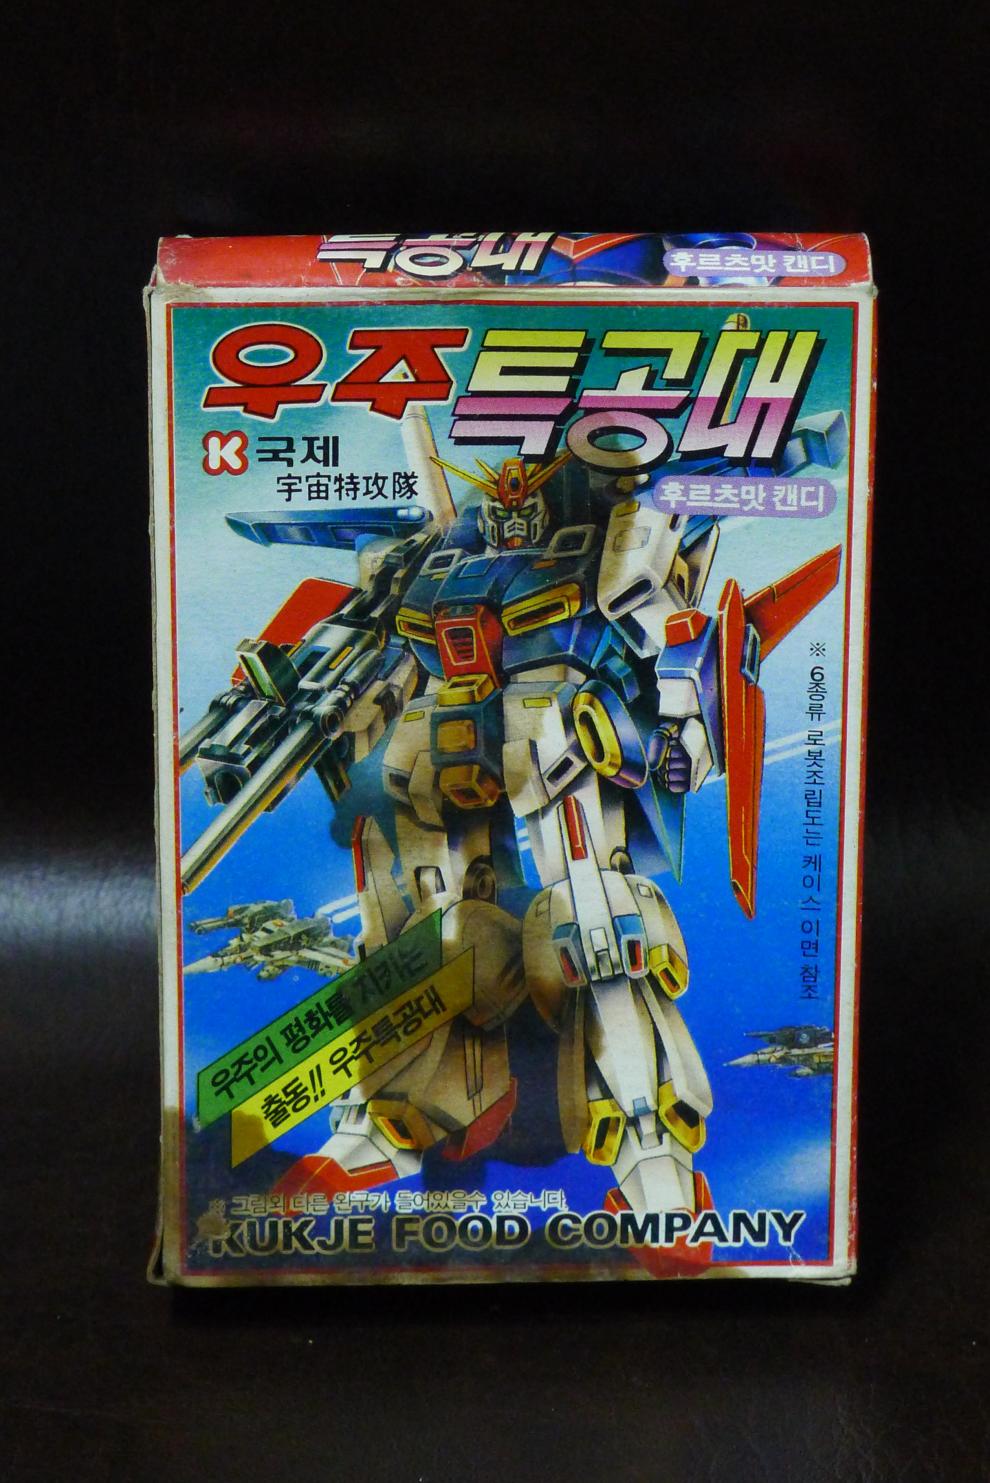 특공대
후르츠맛 캔디
우주특공대
K 국제
宇宙特攻隊
후르츠맛 캔디
※ 6종류 로봇조립도는 케이스 이면 참조
우주의 평화를 지키는
출동!! 우주특공대
※ 그림외 다른 완구가 들어있을수 있습니다.
KUKJE FOOD COMPANY